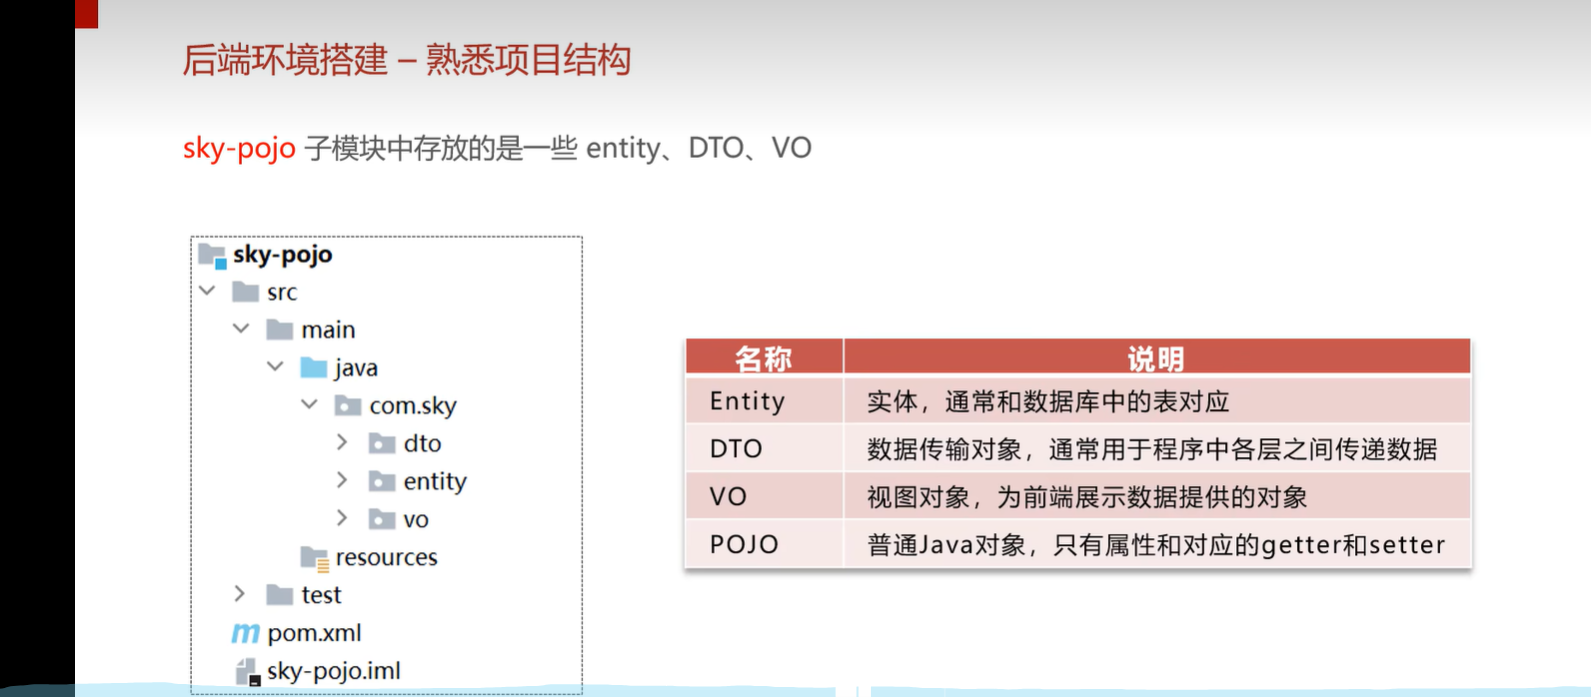 后端环境搭建 – 熟悉项目结构
sky-pojo 子模块中存放的是一些 entity、DTO、VO
sky-pojo
src
main
java
com.sky
dto
entity
vo
resources
test
pom.xml
sky-pojo.iml
名称 说明
Entity 实体，通常和数据库中的表对应
DTO 数据传输对象，通常用于程序中各层之间传递数据
VO 视图对象，为前端展示数据提供的对象
POJO 普通Java对象，只有属性和对应的getter和setter